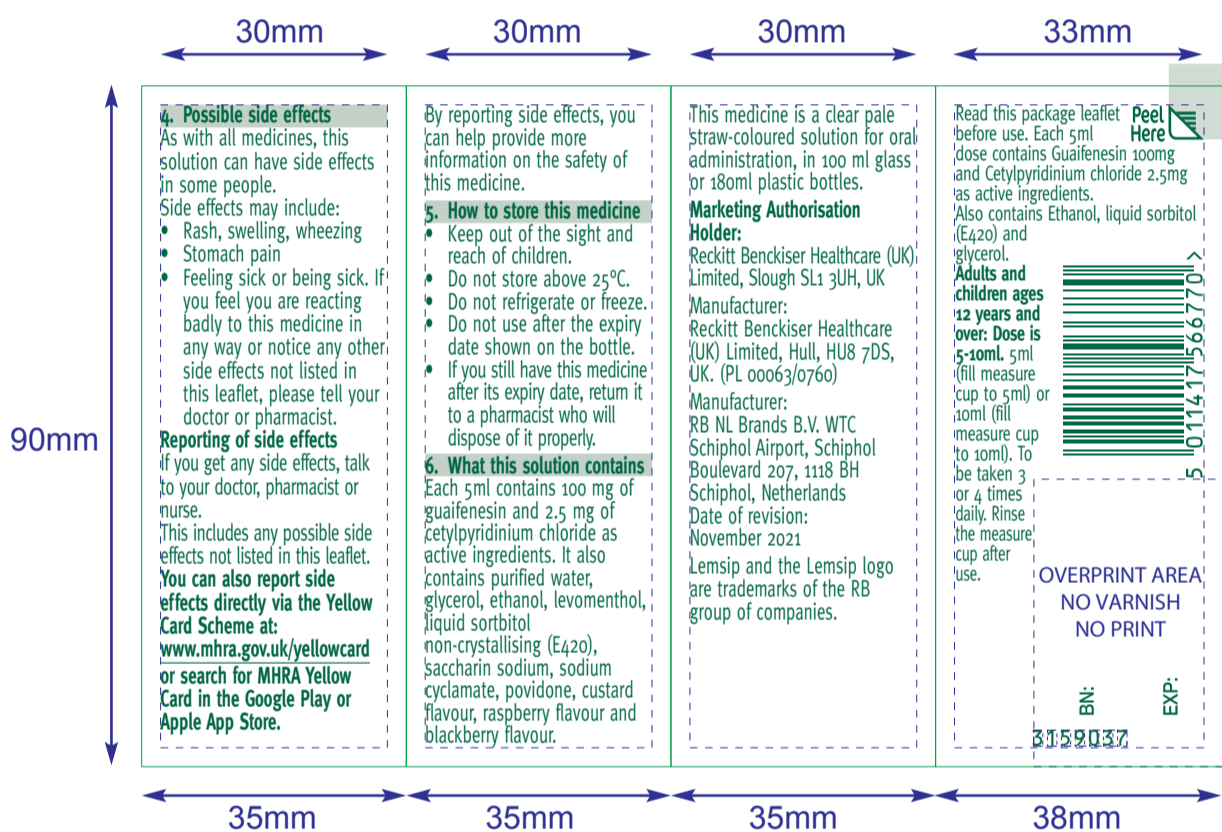 30mm
30mm
30mm
33mm
90mm
4. Possible side effects
As with all medicines, this
solution can have side effects
in some people.
Side effects may include:
• Rash, swelling, wheezing
• Stomach pain
• Feeling sick or being sick. If
you feel you are reacting
badly to this medicine in
any way or notice any other
side effects not listed in
this leaflet, please tell your
doctor or pharmacist.
Reporting of side effects
If you get any side effects, talk
to your doctor, pharmacist or
nurse.
This includes any possible side
effects not listed in this leaflet.
You can also report side
effects directly via the Yellow
Card Scheme at:
www.mhra.gov.uk/yellowcard
or search for MHRA Yellow
Card in the Google Play or
Apple App Store.
By reporting side effects, you
can help provide more
information on the safety of
this medicine.
5. How to store this medicine
• Keep out of the sight and
reach of children.
• Do not store above 25°C.
• Do not refrigerate or freeze.
• Do not use after the expiry
date shown on the bottle.
• If you still have this medicine
after its expiry date, return it
to a pharmacist who will
dispose of it properly.
6. What this solution contains
Each 5ml contains 100 mg of
guaifenesin and 2.5 mg of
cetylpyridinium chloride as
active ingredients. It also
contains purified water,
glycerol, ethanol, levomenthol,
liquid sortbitol
non-crystallising (E420),
saccharin sodium, sodium
cyclamate, povidone, custard
flavour, raspberry flavour and
blackberry flavour.
This medicine is a clear pale
straw-coloured solution for oral
administration, in 100 ml glass
or 180ml plastic bottles.
Marketing Authorisation
Holder:
Reckitt Benckiser Healthcare (UK)
Limited, Slough SL1 3UH, UK
Manufacturer:
Reckitt Benckiser Healthcare
(UK) Limited, Hull, HU8 7DS,
UK. (PL 00063/0760)
Manufacturer:
RB NL Brands B.V. WTC
Schiphol Airport, Schiphol
Boulevard 207, 1118 BH
Schiphol, Netherlands
Date of revision:
November 2021
Lemsip and the Lemsip logo
are trademarks of the RB
group of companies.
Read this package leaflet
before use. Each 5ml
dose contains Guaifenesin 100mg
and Cetylpyridinium chloride 2.5mg
as active ingredients.
Also contains Ethanol, liquid sorbitol
(E420) and
glycerol.
Adults and
children ages
12 years and
over: Dose is
5-10ml. 5ml
(fill measure
cup to 5ml) or
10ml (fill
measure cup
to 10ml). To
be taken 3
or 4 times
daily. Rinse
the measure
cup after
use.
Peel
Here
5 011417566770 >
OVERPRINT AREA
NO VARNISH
NO PRINT
BN:
EXP:
3159037
35mm
35mm
35mm
38mm